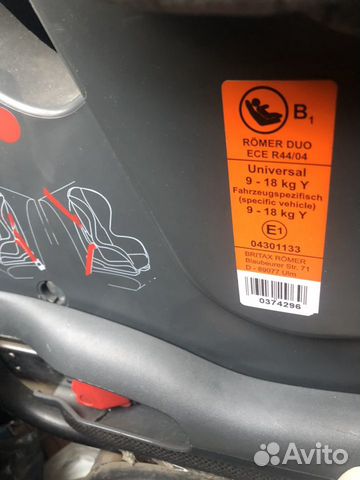 B1
RÖMER DUO
ECE R44/04
Universal
9 - 18 kg Y
Fahrzeugspezifisch
(specific vehicle)
9 - 18 kg Y
E1
04301133
BRITAX RÖMER
Blaubeurer Str. 71
D - 89077 Ulm
0374296
Avito